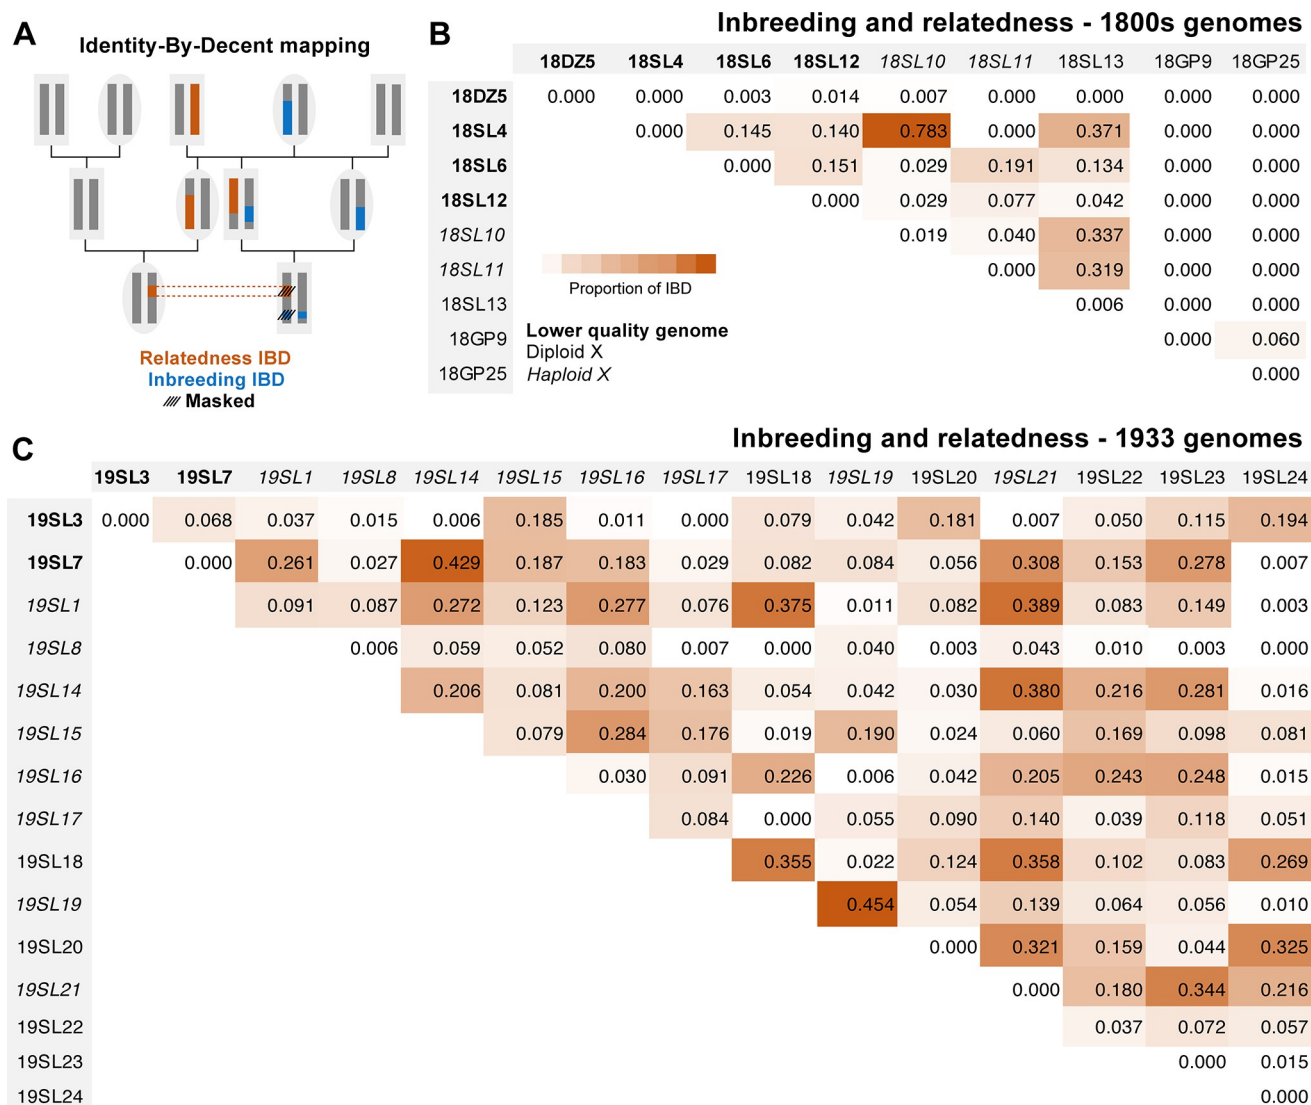 A
Identity-By-Decent mapping
Relatedness IBD
Inbreeding IBD
Masked
B
Inbreeding and relatedness - 1800s genomes
18DZ5 18SL4 18SL6 18SL12 18SL10 18SL11 18SL13 18GP9 18GP25
18DZ5 0.000 0.000 0.003 0.014 0.007 0.000 0.000 0.000 0.000
18SL4 0.000 0.145 0.140 0.783 0.000 0.371 0.000 0.000
18SL6 0.000 0.151 0.029 0.191 0.134 0.000 0.000
18SL12 0.000 0.029 0.077 0.042 0.000 0.000
18SL10 0.019 0.040 0.337 0.000 0.000
18SL11 0.000 0.319 0.000 0.000
18SL13 0.006 0.000 0.000
18GP9 0.000 0.060
18GP25 0.000
Proportion of IBD
Lower quality genome
Diploid X
Haploid X
C
Inbreeding and relatedness - 1933 genomes
19SL3 19SL7 19SL1 19SL8 19SL14 19SL15 19SL16 19SL17 19SL18 19SL19 19SL20 19SL21 19SL22 19SL23 19SL24
19SL3 0.000 0.068 0.037 0.015 0.006 0.185 0.011 0.000 0.079 0.042 0.181 0.007 0.050 0.115 0.194
19SL7 0.000 0.261 0.027 0.429 0.187 0.183 0.029 0.082 0.084 0.056 0.308 0.153 0.278 0.007
19SL1 0.091 0.087 0.272 0.123 0.277 0.076 0.375 0.011 0.082 0.389 0.083 0.149 0.003
19SL8 0.006 0.059 0.052 0.080 0.007 0.000 0.040 0.003 0.043 0.010 0.003 0.000
19SL14 0.206 0.081 0.200 0.163 0.054 0.042 0.030 0.380 0.216 0.281 0.016
19SL15 0.079 0.284 0.176 0.019 0.190 0.024 0.060 0.169 0.098 0.081
19SL16 0.030 0.091 0.226 0.006 0.042 0.205 0.243 0.248 0.015
19SL17 0.084 0.000 0.055 0.090 0.140 0.039 0.118 0.051
19SL18 0.355 0.022 0.124 0.358 0.102 0.083 0.269
19SL19 0.454 0.054 0.139 0.064 0.056 0.010
19SL20 0.000 0.321 0.159 0.044 0.325
19SL21 0.000 0.180 0.344 0.216
19SL22 0.037 0.072 0.057
19SL23 0.000 0.015
19SL24 0.000